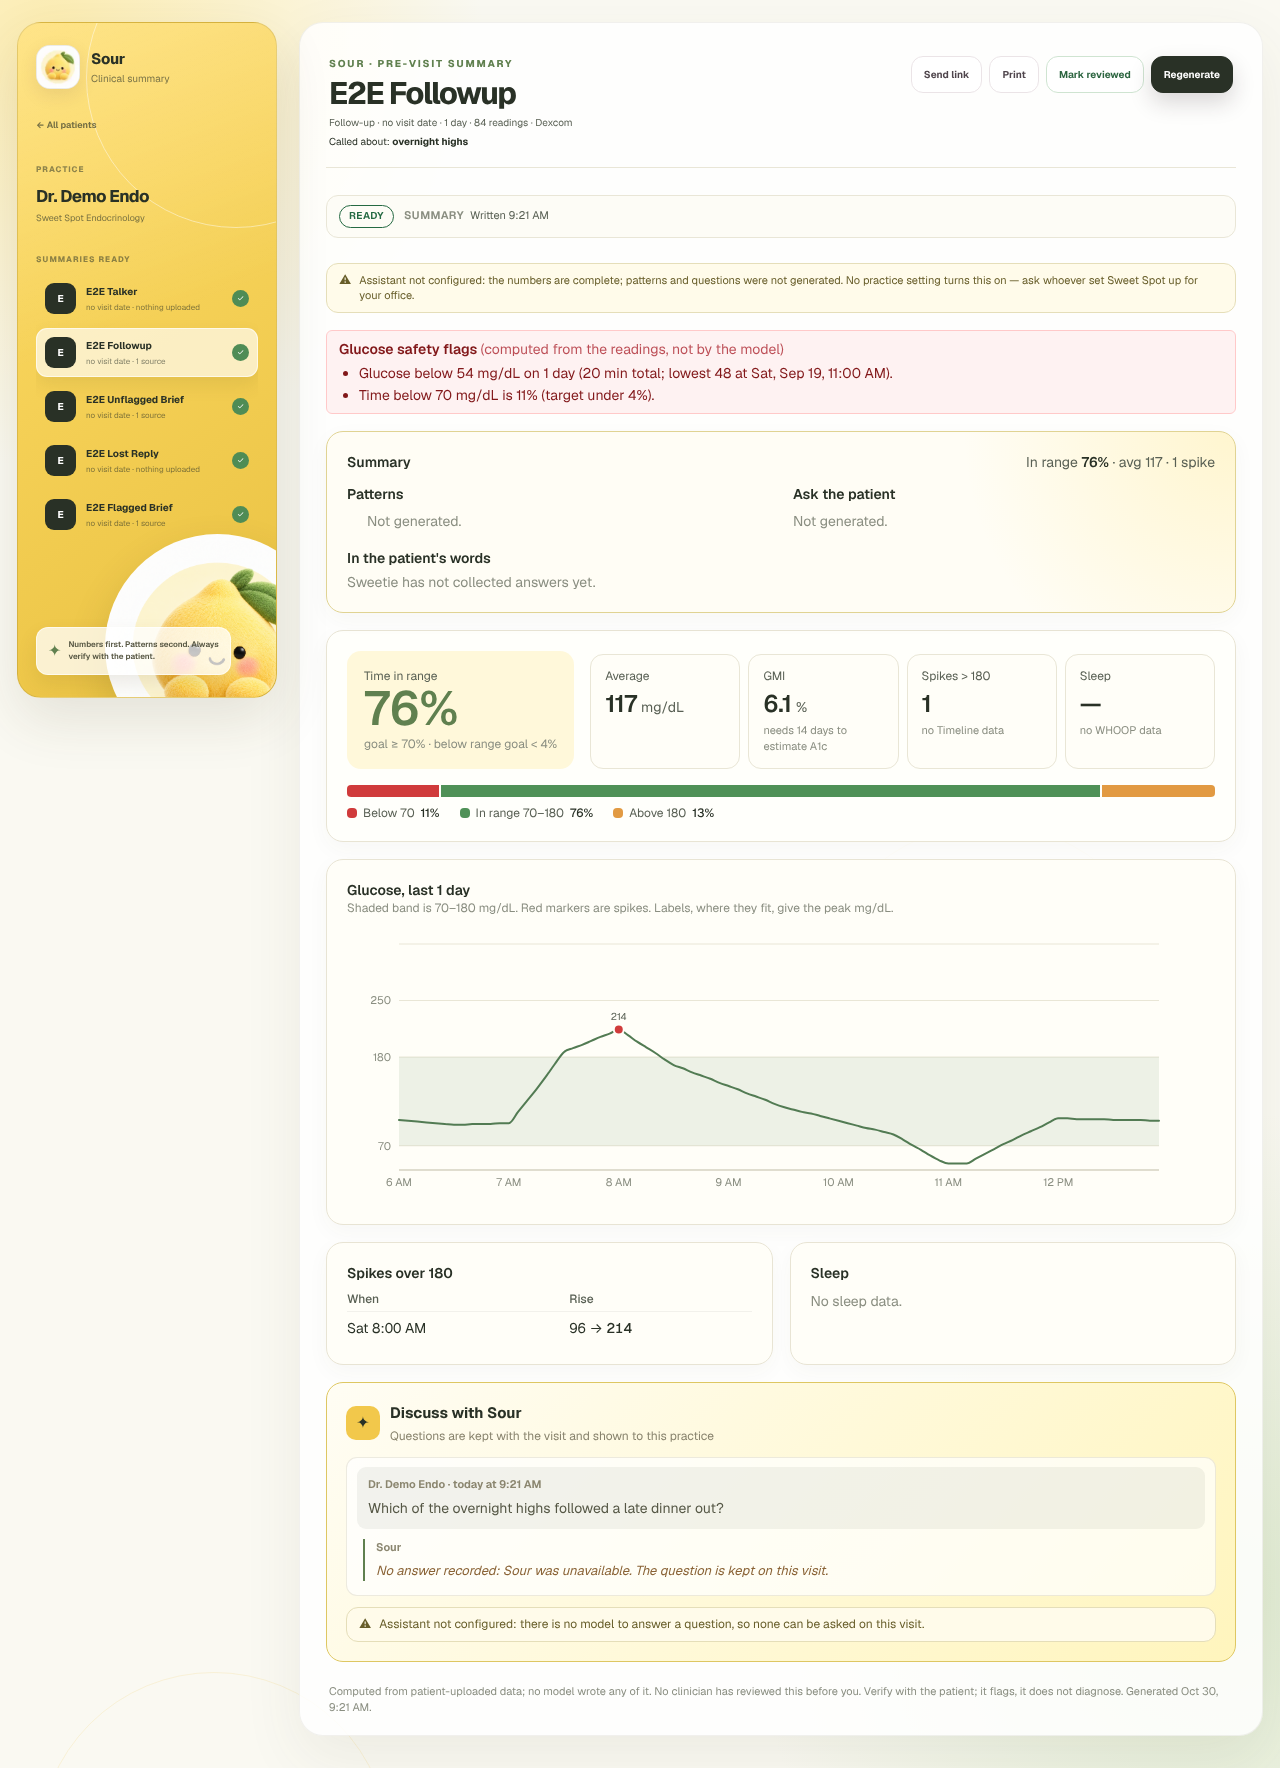 Sour
Clinical summary
← All patients
PRACTICE
Dr. Demo Endo
Sweet Spot Endocrinology
SUMMARIES READY
E
E2E Talker
no visit date · nothing uploaded
E
E2E Followup
no visit date · 1 source
E
E2E Unflagged Brief
no visit date · 1 source
E
E2E Lost Reply
no visit date · nothing uploaded
E
E2E Flagged Brief
no visit date · 1 source
Numbers first. Patterns second. Always
verify with the patient.
SOUR · PRE-VISIT SUMMARY
E2E Followup
Follow-up · no visit date · 1 day · 84 readings · Dexcom
Called about: overnight highs
Send link
Print
Mark reviewed
Regenerate
READY
SUMMARY Written 9:21 AM
Assistant not configured: the numbers are complete; patterns and questions were not generated. No practice setting turns this on — ask whoever set Sweet Spot up for
your office.
Glucose safety flags (computed from the readings, not by the model)
• Glucose below 54 mg/dL on 1 day (20 min total; lowest 48 at Sat, Sep 19, 11:00 AM).
• Time below 70 mg/dL is 11% (target under 4%).
Summary
In range 76% · avg 117 · 1 spike
Patterns
Not generated.
Ask the patient
Not generated.
In the patient's words
Sweetie has not collected answers yet.
Time in range
76%
goal ≥ 70% · below range goal < 4%
Average
117 mg/dL
GMI
6.1 %
needs 14 days to
estimate A1c
Spikes > 180
1
no Timeline data
Sleep
—
no WHOOP data
Below 70 11%
In range 70–180 76%
Above 180 13%
Glucose, last 1 day
Shaded band is 70–180 mg/dL. Red markers are spikes. Labels, where they fit, give the peak mg/dL.
250
214
180
70
6 AM
7 AM
8 AM
9 AM
10 AM
11 AM
12 PM
Spikes over 180
When
Rise
Sat 8:00 AM
96 → 214
Sleep
No sleep data.
Discuss with Sour
Questions are kept with the visit and shown to this practice
Dr. Demo Endo · today at 9:21 AM
Which of the overnight highs followed a late dinner out?
Sour
No answer recorded: Sour was unavailable. The question is kept on this visit.
Assistant not configured: there is no model to answer a question, so none can be asked on this visit.
Computed from patient-uploaded data; no model wrote any of it. No clinician has reviewed this before you. Verify with the patient; it flags, it does not diagnose. Generated Oct 30,
9:21 AM.